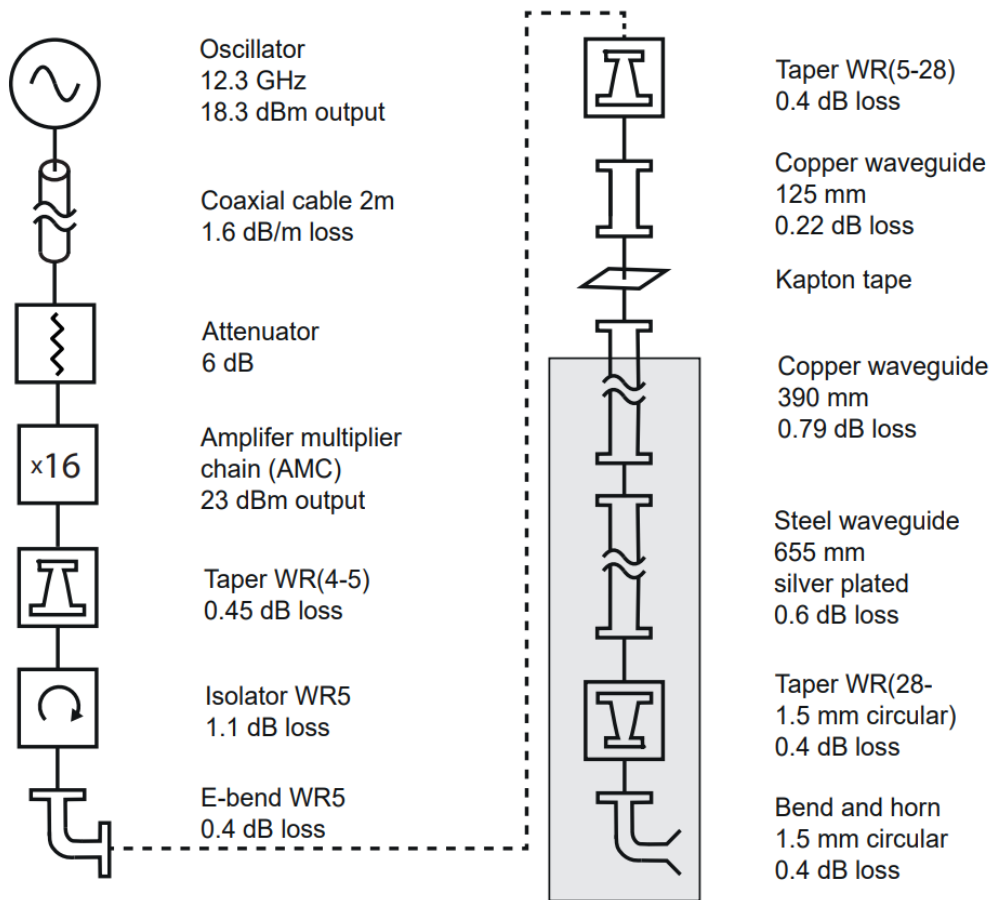 Oscillator
12.3 GHz
18.3 dBm output
Coaxial cable 2m
1.6 dB/m loss
Attenuator
6 dB
x16
Amplifer multiplier
chain (AMC)
23 dBm output
Taper WR(4-5)
0.45 dB loss
Isolator WR5
1.1 dB loss
E-bend WR5
0.4 dB loss
Taper WR(5-28)
0.4 dB loss
Copper waveguide
125 mm
0.22 dB loss
Kapton tape
Copper waveguide
390 mm
0.79 dB loss
Steel waveguide
655 mm
silver plated
0.6 dB loss
Taper WR(28-
1.5 mm circular)
0.4 dB loss
Bend and horn
1.5 mm circular
0.4 dB loss